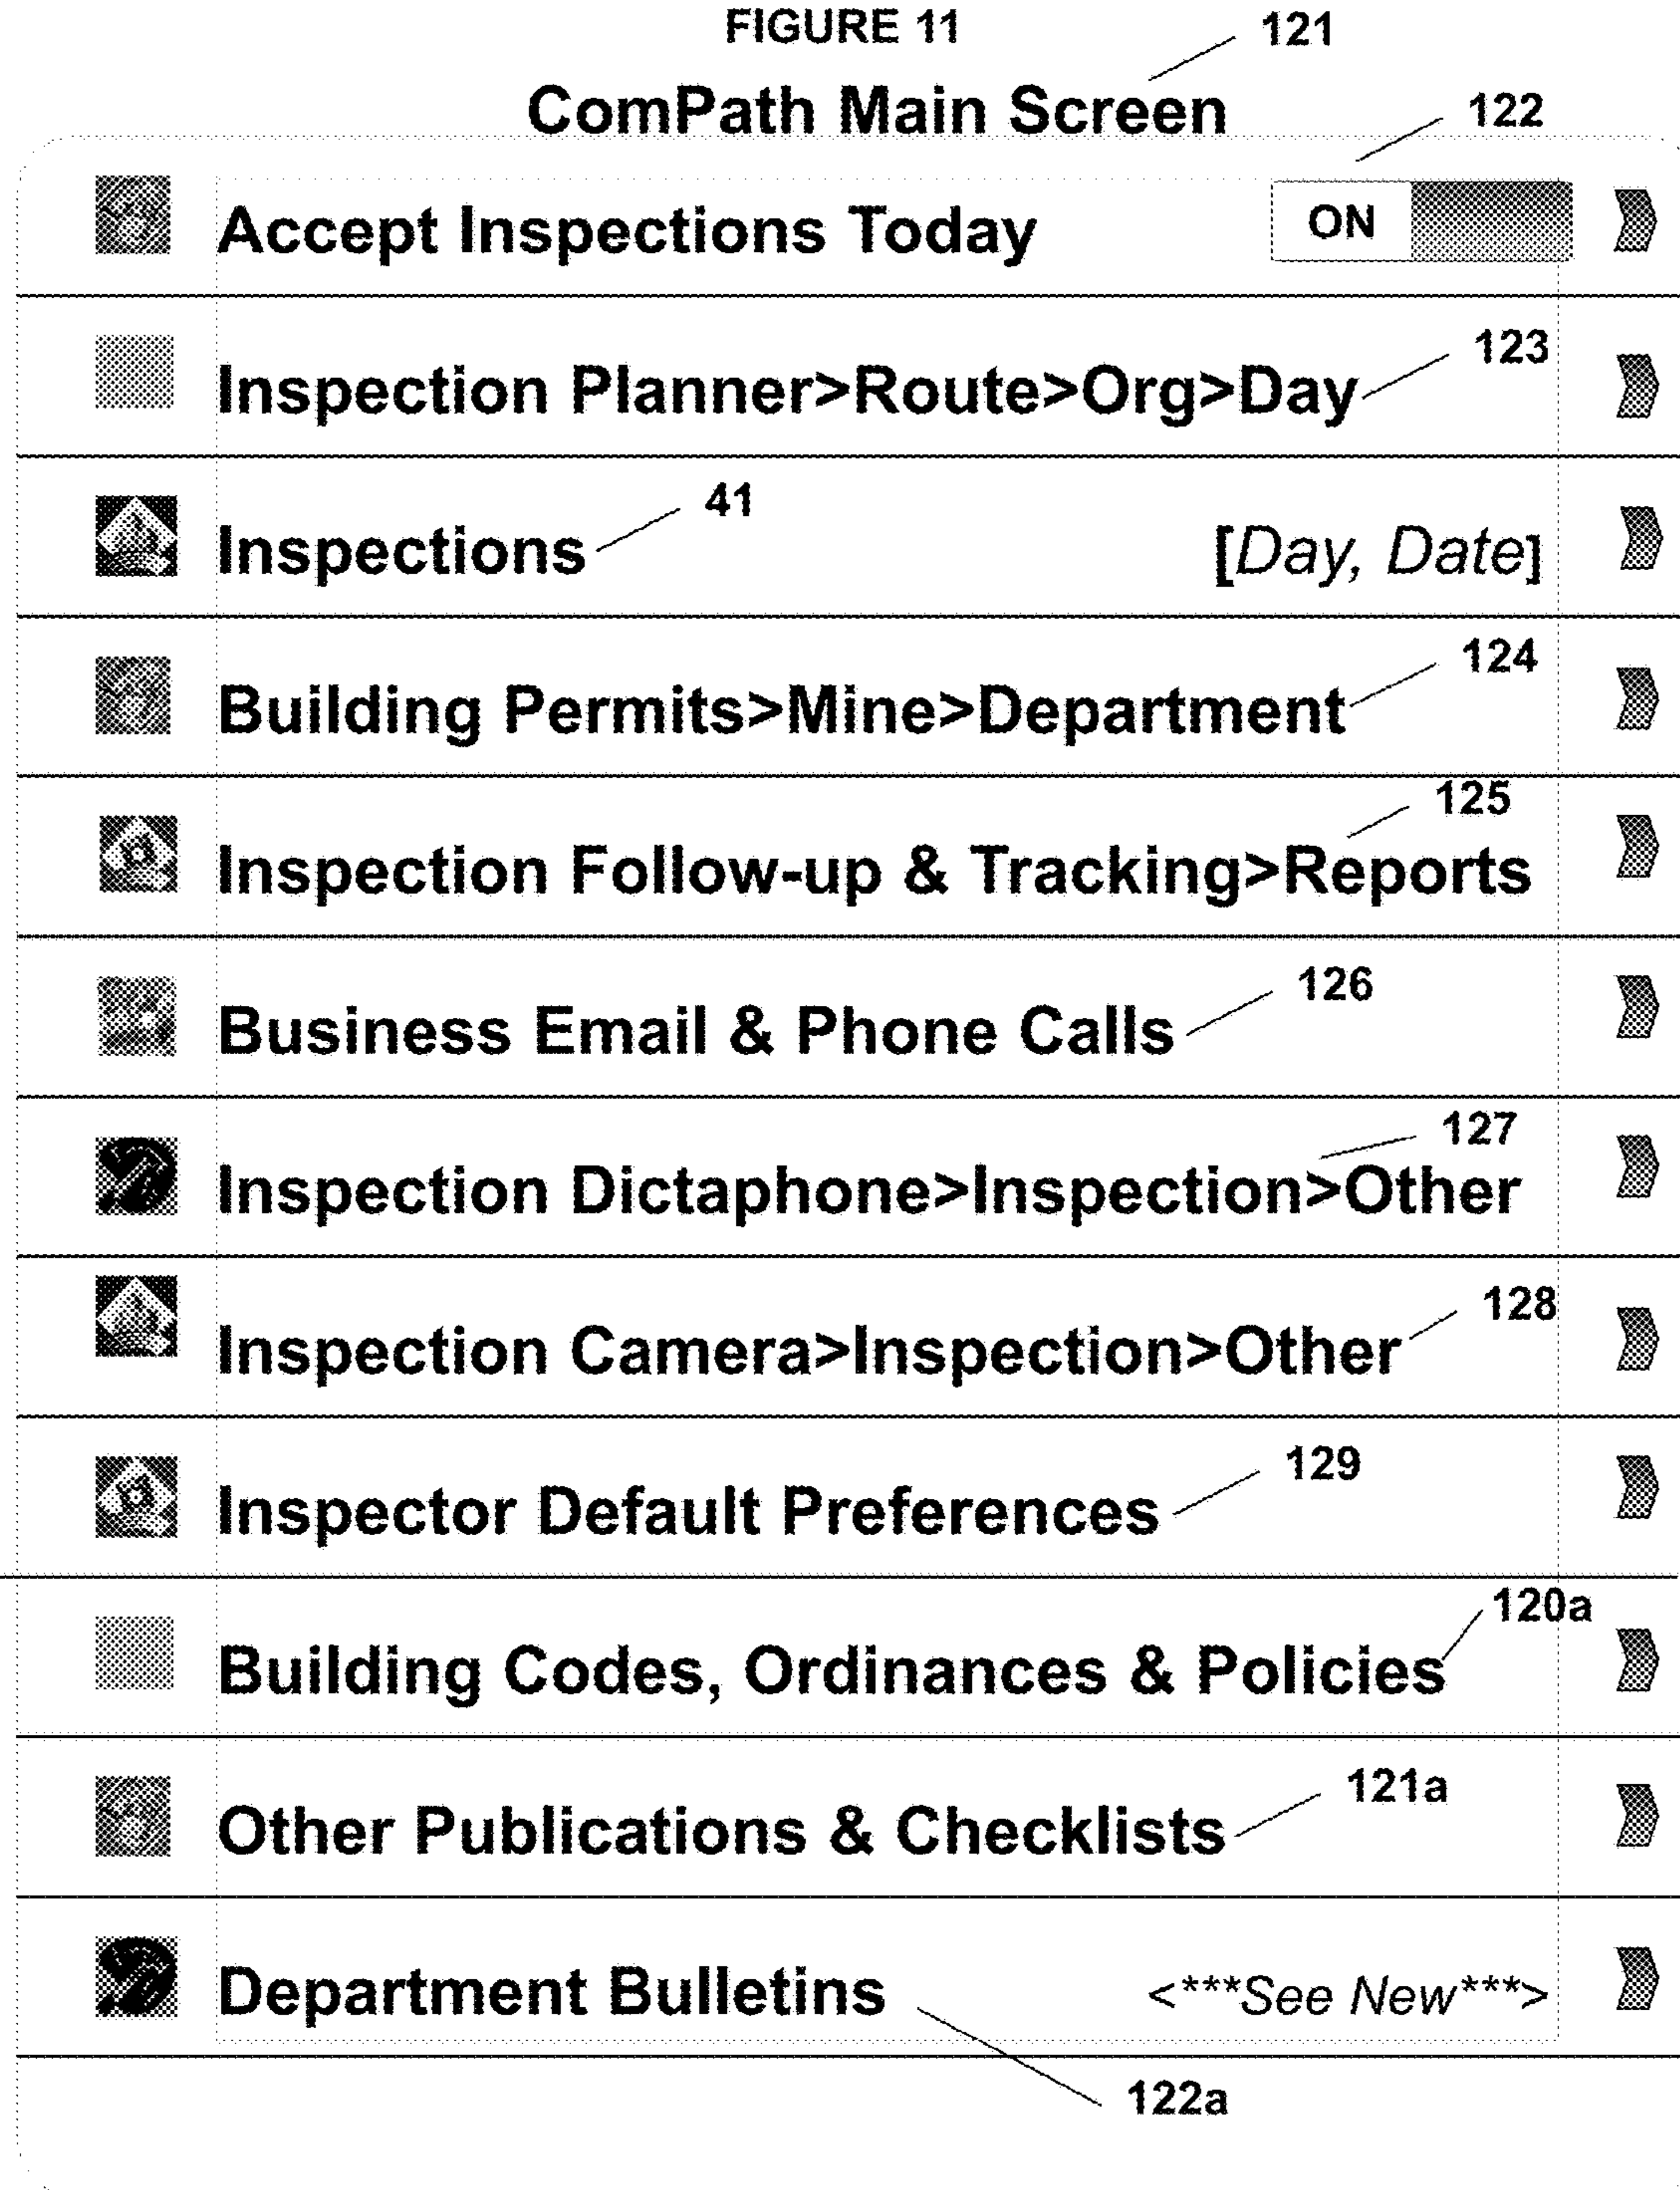 FIGURE 11
121
ComPath Main Screen
122
Accept Inspections Today ON
123
Inspection Planner>Route>Org>Day
41
Inspections [Day, Date]
124
Building Permits>Mine>Department
125
Inspection Follow-up & Tracking>Reports
126
Business Email & Phone Calls
127
Inspection Dictaphone>Inspection>Other
128
Inspection Camera>Inspection>Other
129
Inspector Default Preferences
120a
Building Codes, Ordinances & Policies
121a
Other Publications & Checklists
Department Bulletins <***See New***>
122a